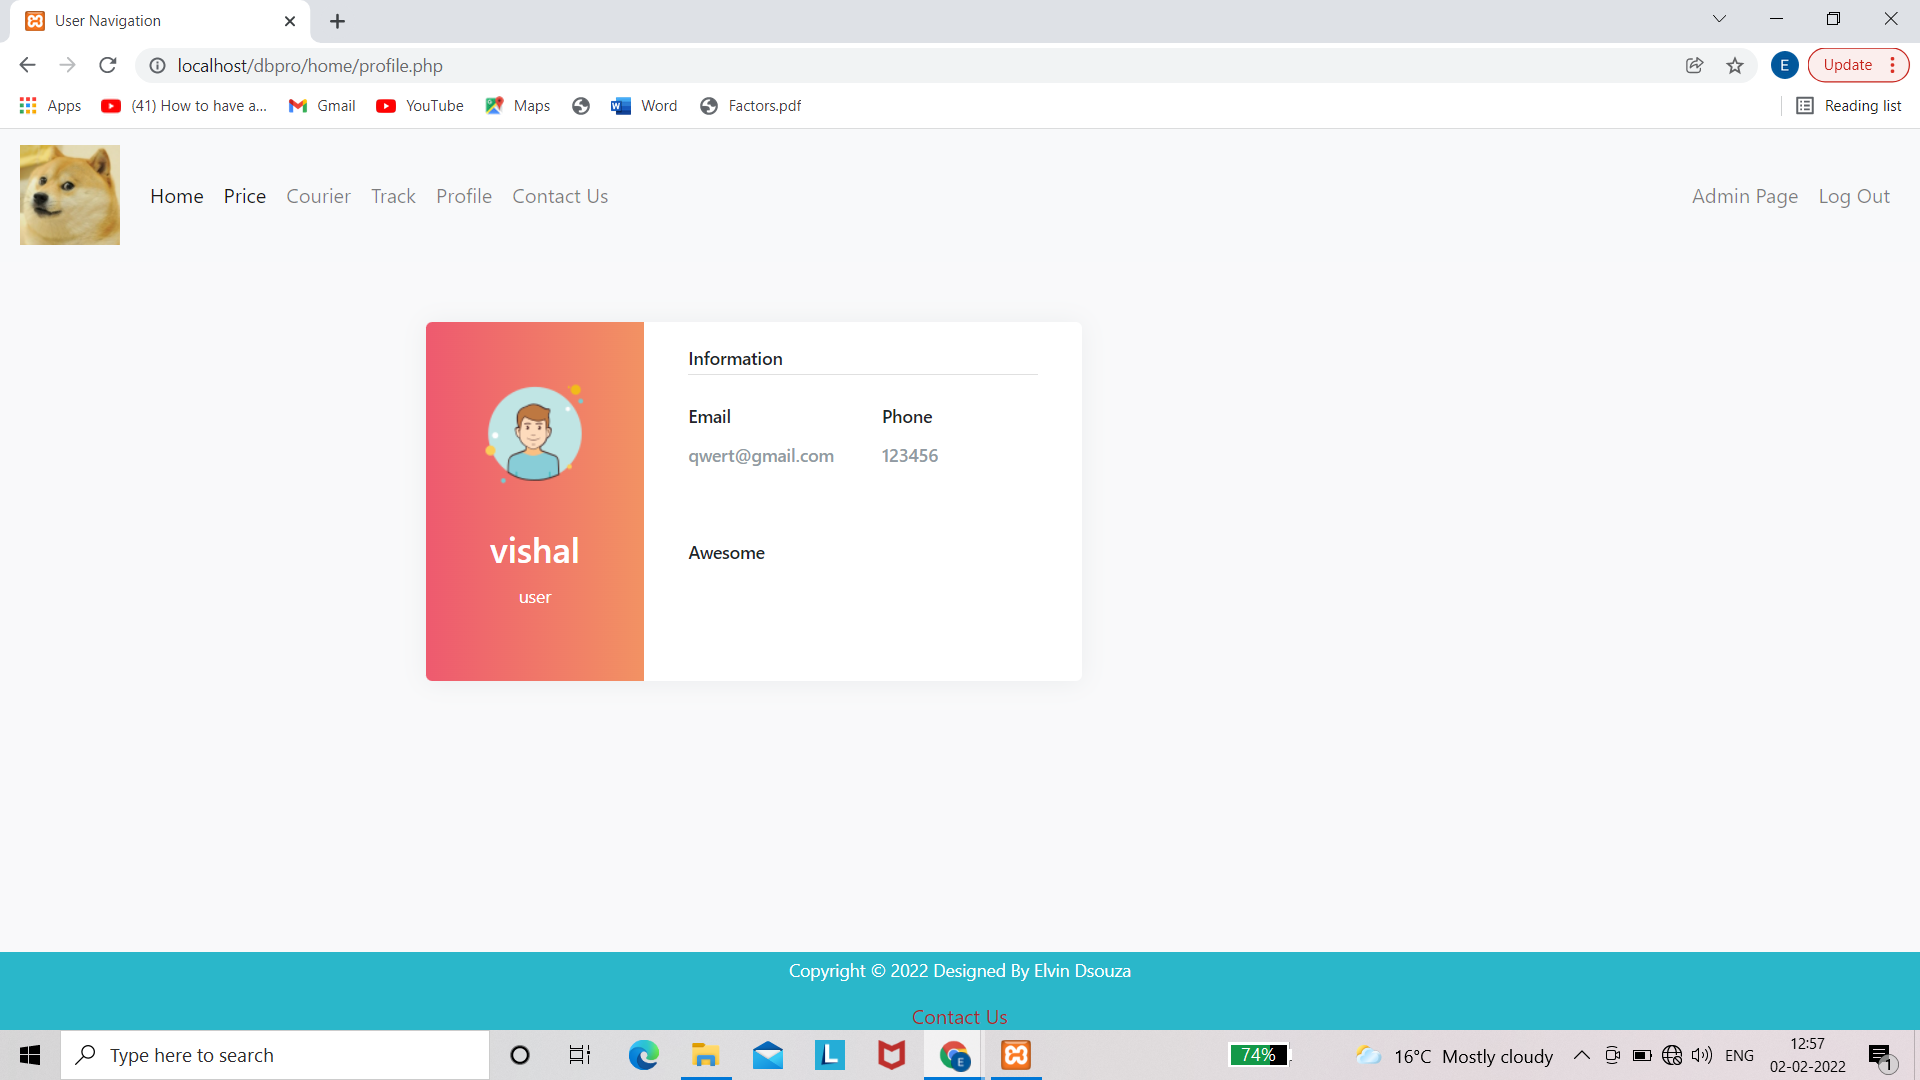 User Navigation
localhost/dbpro/home/profile.php
E
Update
Apps
(41) How to have a...
Gmail
YouTube
Maps
Word
Factors.pdf
Reading list
Home Price Courier Track Profile Contact Us
Admin Page Log Out
Information
Email Phone
qwert@gmail.com 123456
vishal
Awesome
user
Copyright © 2022 Designed By Elvin Dsouza
Contact Us
Type here to search
L
E
74%
16°C Mostly cloudy
ENG
12:57
02-02-2022
1